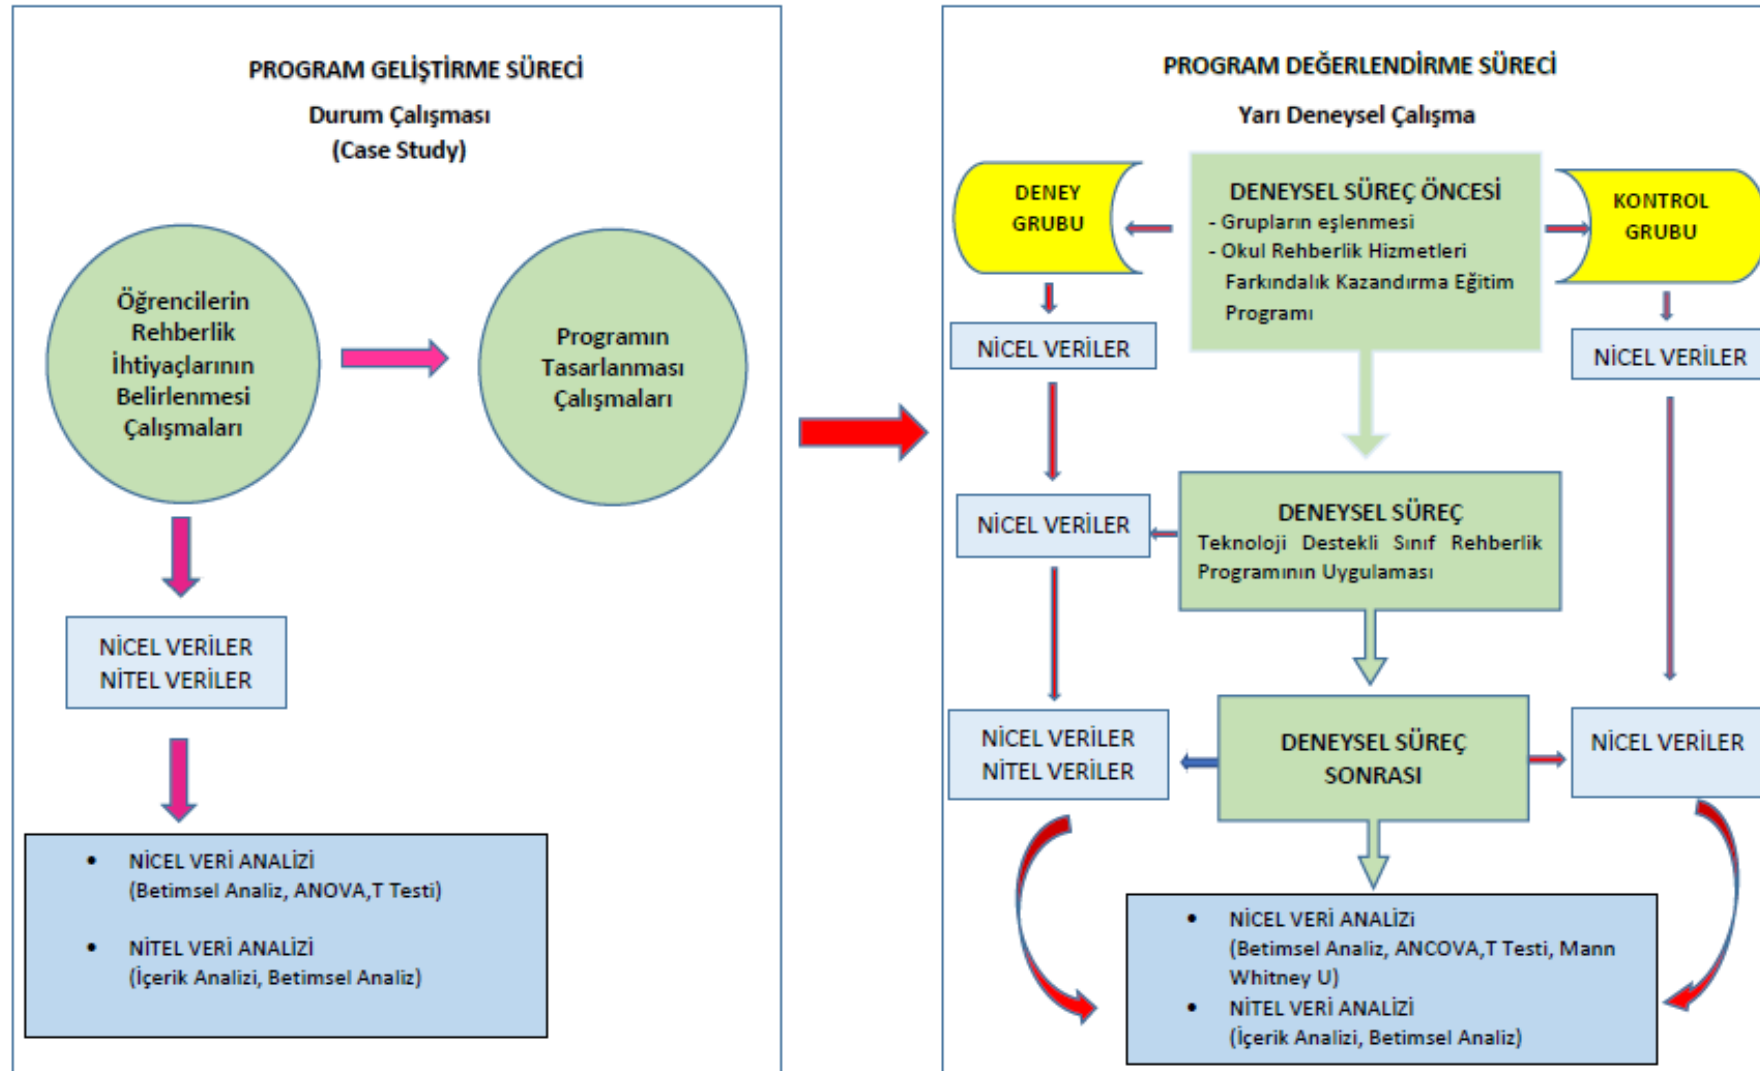 PROGRAM GELİŞTİRME SÜRECİ
Durum Çalışması
(Case Study)
Öğrencilerin
Rehberlik
İhtiyaçlarının
Belirlenmesi
Çalışmaları
Programın
Tasarlanması
Çalışmaları
NİCEL VERİLER
NİTEL VERİLER
• NİCEL VERİ ANALİZİ
(Betimsel Analiz, ANOVA,T Testi)
• NİTEL VERİ ANALİZİ
(İçerik Analizi, Betimsel Analiz)
PROGRAM DEĞERLENDİRME SÜRECİ
Yarı Deneysel Çalışma
DENEY
GRUBU
DENEYSEL SÜREÇ ÖNCESİ
- Grupların eşlenmesi
- Okul Rehberlik Hizmetleri
Farkındalık Kazandırma Eğitim
Programı
KONTROL
GRUBU
NİCEL VERİLER
NİCEL VERİLER
NİCEL VERİLER
DENEYSEL SÜREÇ
Teknoloji Destekli Sınıf Rehberlik
Programının Uygulaması
NİCEL VERİLER
NİTEL VERİLER
DENEYSEL SÜREÇ
SONRASI
NİCEL VERİLER
• NİCEL VERİ ANALİZi
(Betimsel Analiz, ANCOVA,T Testi, Mann
Whitney U)
• NİTEL VERİ ANALİZİ
(İçerik Analizi, Betimsel Analiz)